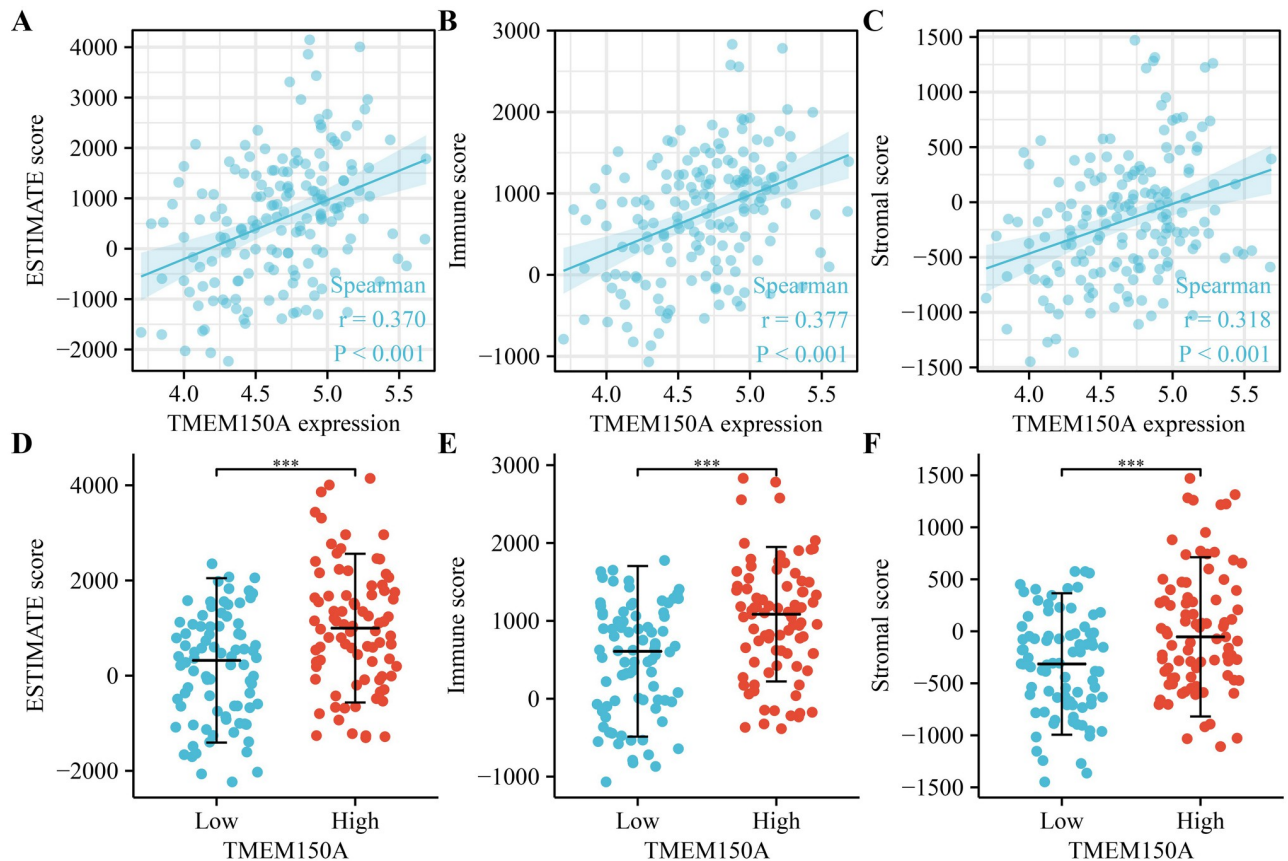 A
ESTIMATE score
4000
3000
2000
1000
0
−1000
−2000
4.0 4.5 5.0 5.5
TMEM150A expression
Spearman
r = 0.370
P < 0.001
B
Immune score
3000
2000
1000
0
−1000
4.0 4.5 5.0 5.5
TMEM150A expression
Spearman
r = 0.377
P < 0.001
C
Stromal score
1500
1000
500
0
−500
−1000
−1500
4.0 4.5 5.0 5.5
TMEM150A expression
Spearman
r = 0.318
P < 0.001
D
ESTIMATE score
4000
2000
0
−2000
***
Low High
TMEM150A
E
Immune score
3000
2000
1000
0
−1000
***
Low High
TMEM150A
F
Stromal score
1500
1000
500
0
−500
−1000
−1500
***
Low High
TMEM150A